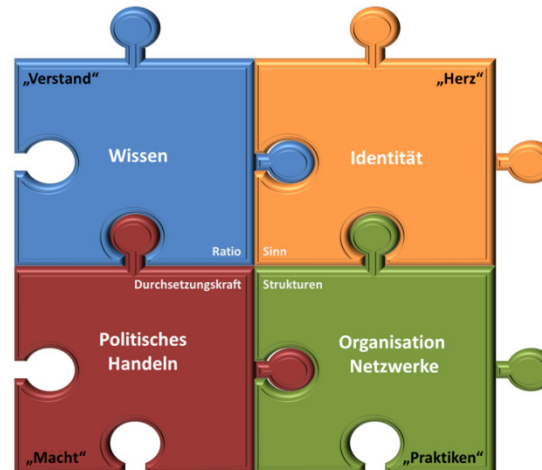 „Verstand“
„Herz“
Wissen
Identität
Ratio
Sinn
Durchsetzungskraft
Strukturen
Politisches
Handeln
Organisation
Netzwerke
„Macht“
„Praktiken“